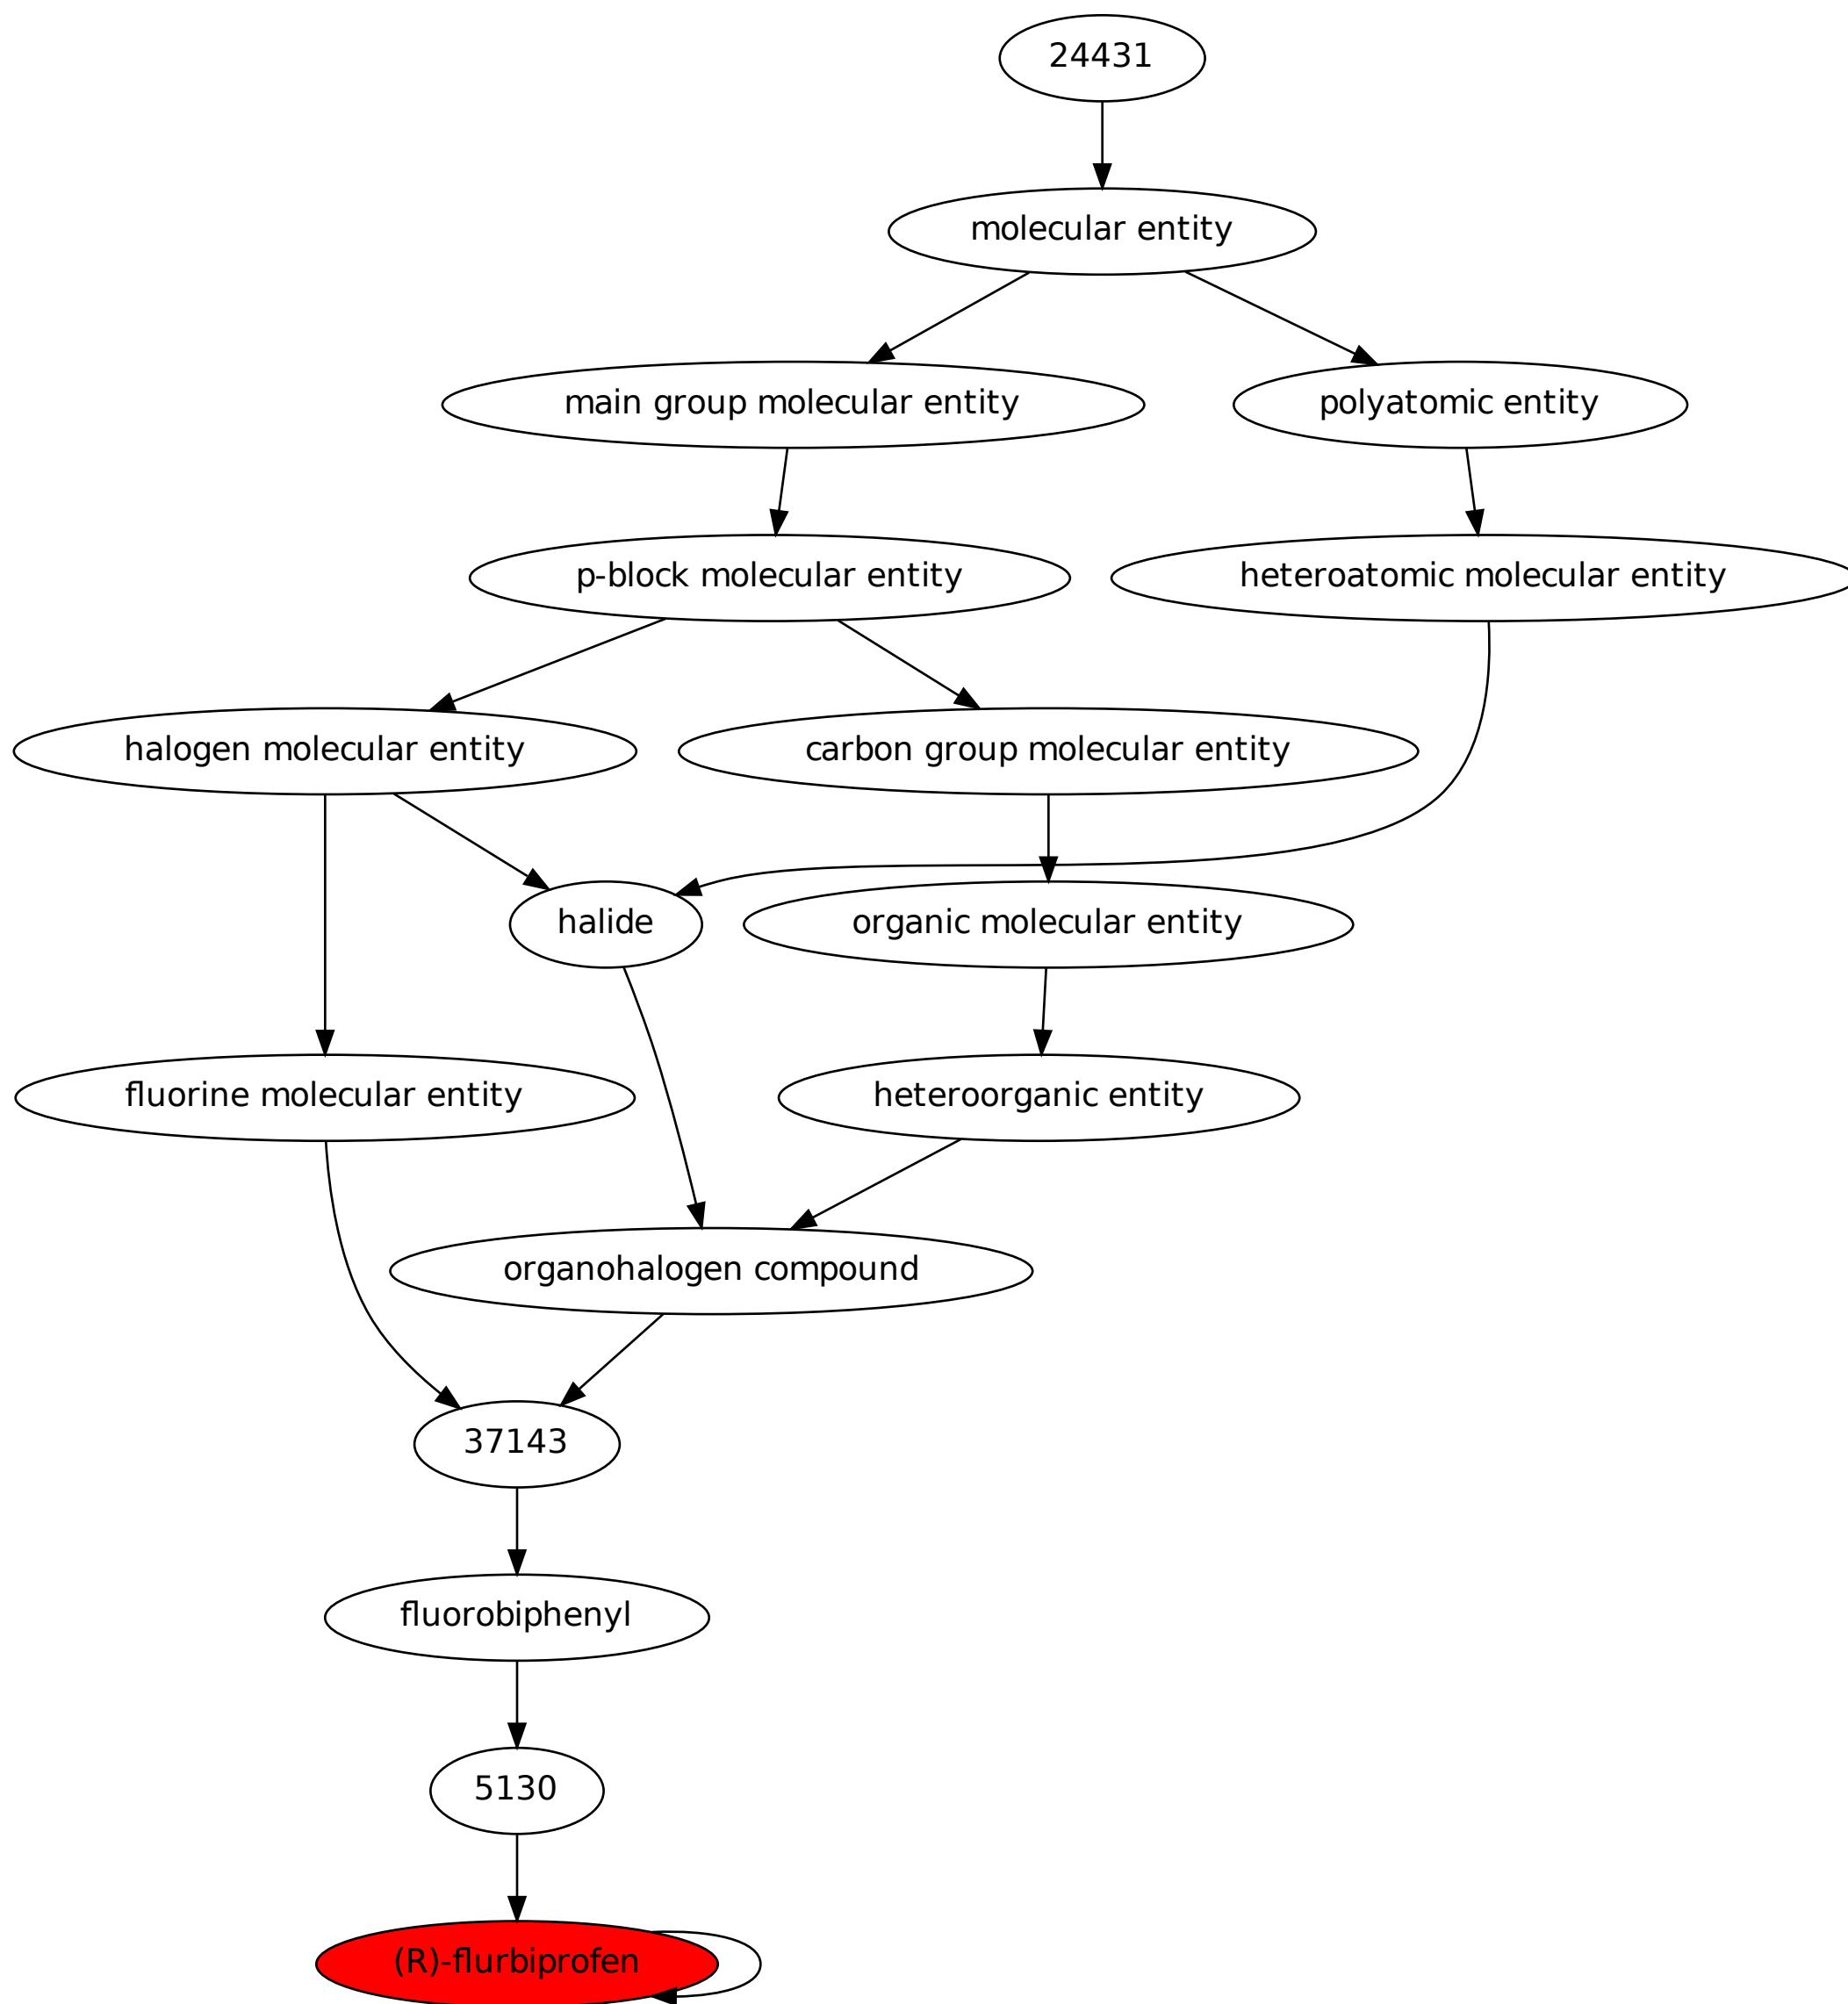 24431
molecular entity
main group molecular entity
polyatomic entity
p-block molecular entity
heteroatomic molecular entity
halogen molecular entity
carbon group molecular entity
halide
organic molecular entity
fluorine molecular entity
heteroorganic entity
organohalogen compound
37143
fluorobiphenyl
5130
(R)-flurbiprofen